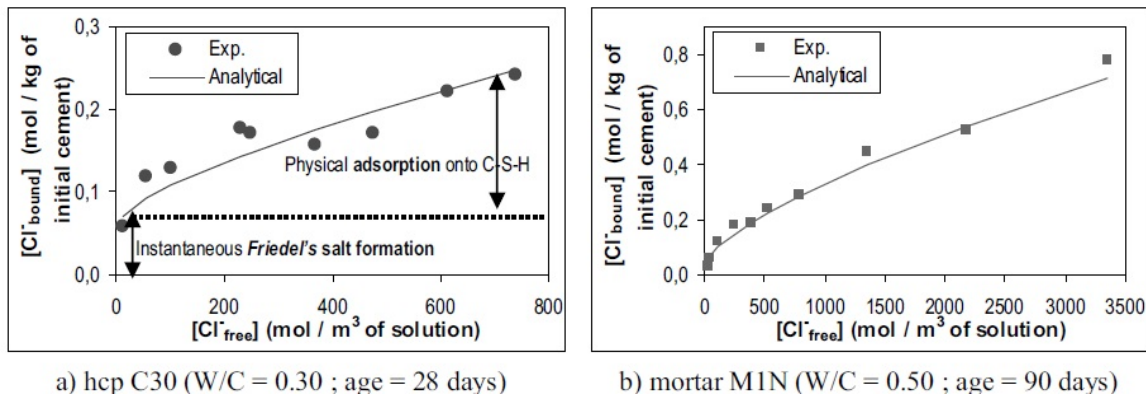 0,3
0,2
0,1
0,0
[Cl⁻bound] (mol / kg of
initial cement)
Exp.
Analytical
Physical adsorption onto C-S-H
Instantaneous Friedel's salt formation
0 200 400 600 800
[Cl⁻free] (mol / m³ of solution)
a) hcp C30 (W/C = 0.30 ; age = 28 days)
0,8
0,6
0,4
0,2
0,0
[Cl⁻bound] (mol / kg of
initial cement)
Exp.
Analytical
0 500 1000 1500 2000 2500 3000 3500
[Cl⁻free] (mol / m³ of solution)
b) mortar M1N (W/C = 0.50 ; age = 90 days)